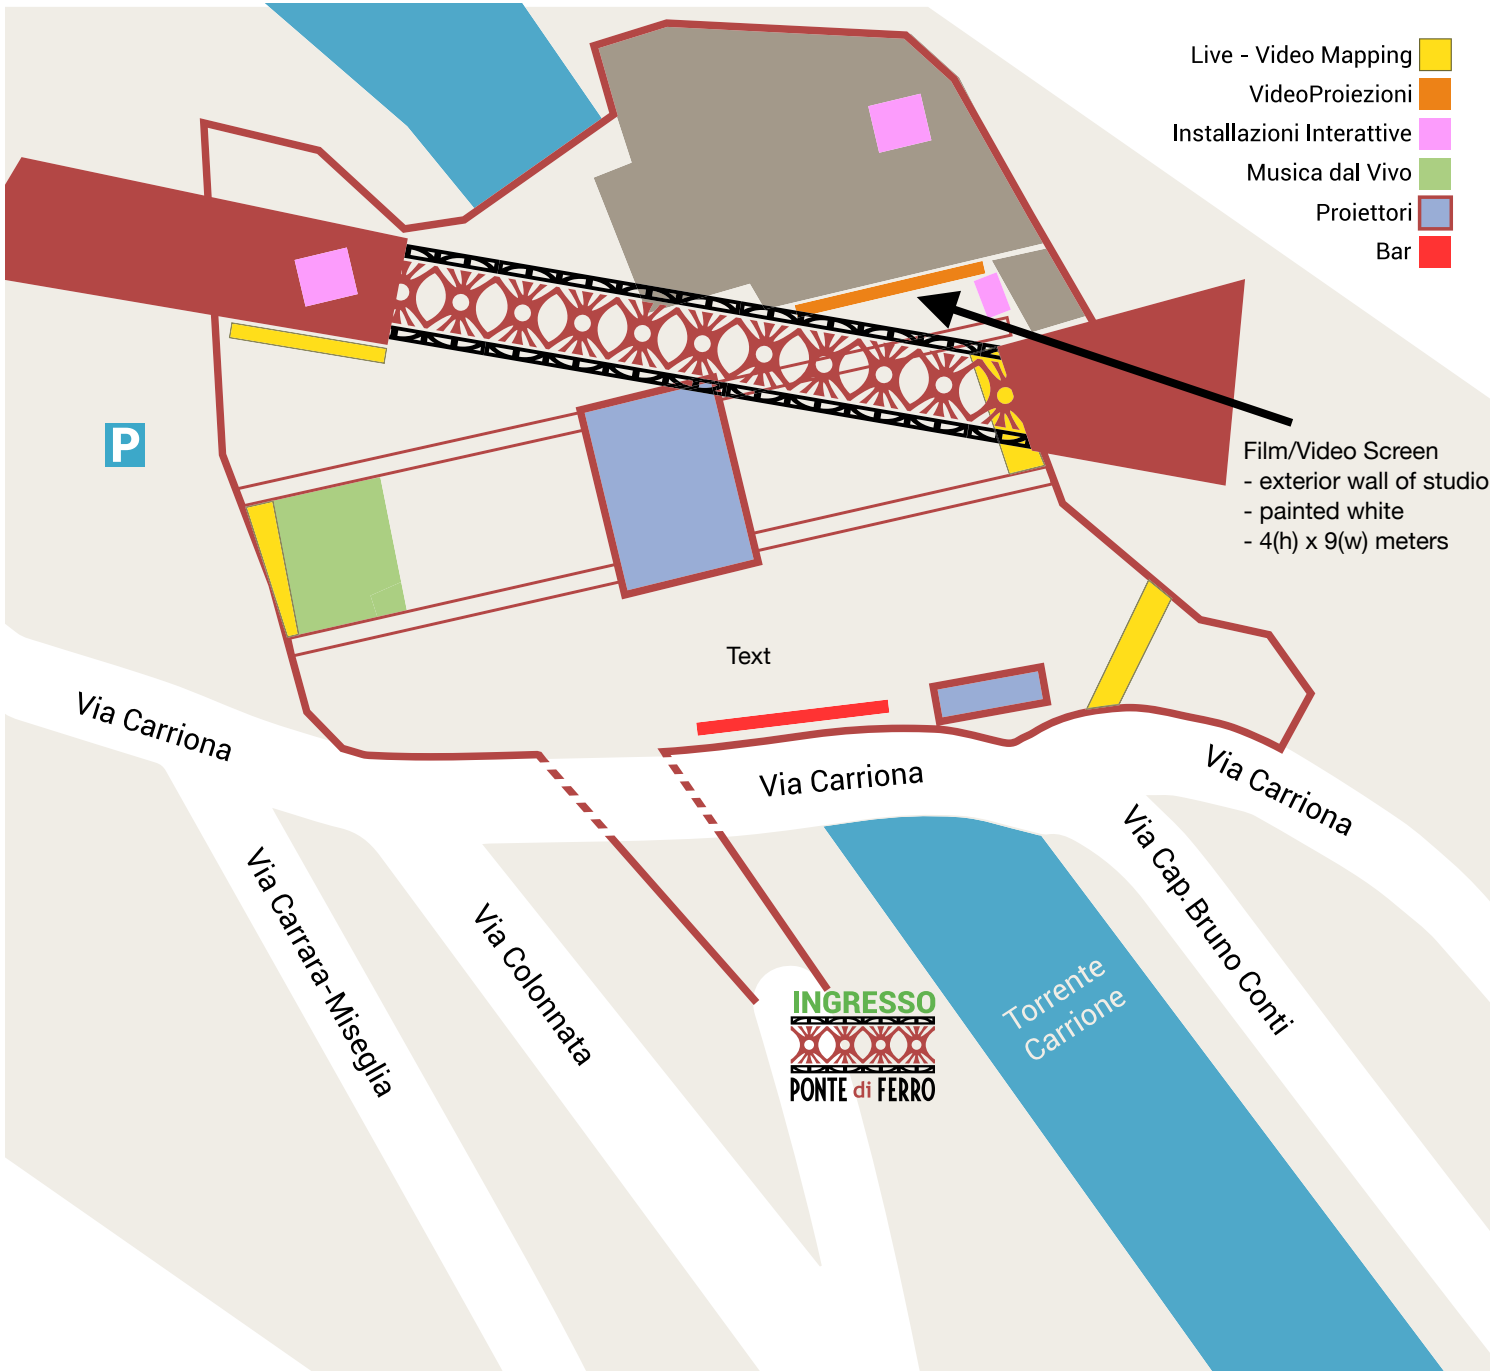 Live - Video Mapping
VideoProiezioni
Installazioni Interattive
Musica dal Vivo
Proiettori
Bar
P
Film/Video Screen
- exterior wall of studio
- painted white
- 4(h) x 9(w) meters
Text
Via Carriona
Via Carriona
Via Carriona
Via Carrara-Miseglia
Via Colonnata
Via Cap. Bruno Conti
Torrente
Carrione
INGRESSO
PONTE di FERRO